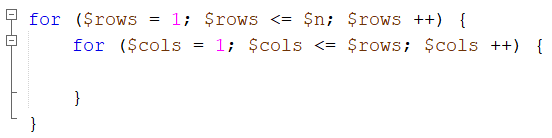 for ($rows = 1; $rows <= $n; $rows ++) {
    for ($cols = 1; $cols <= $rows; $cols ++) {
    }
}